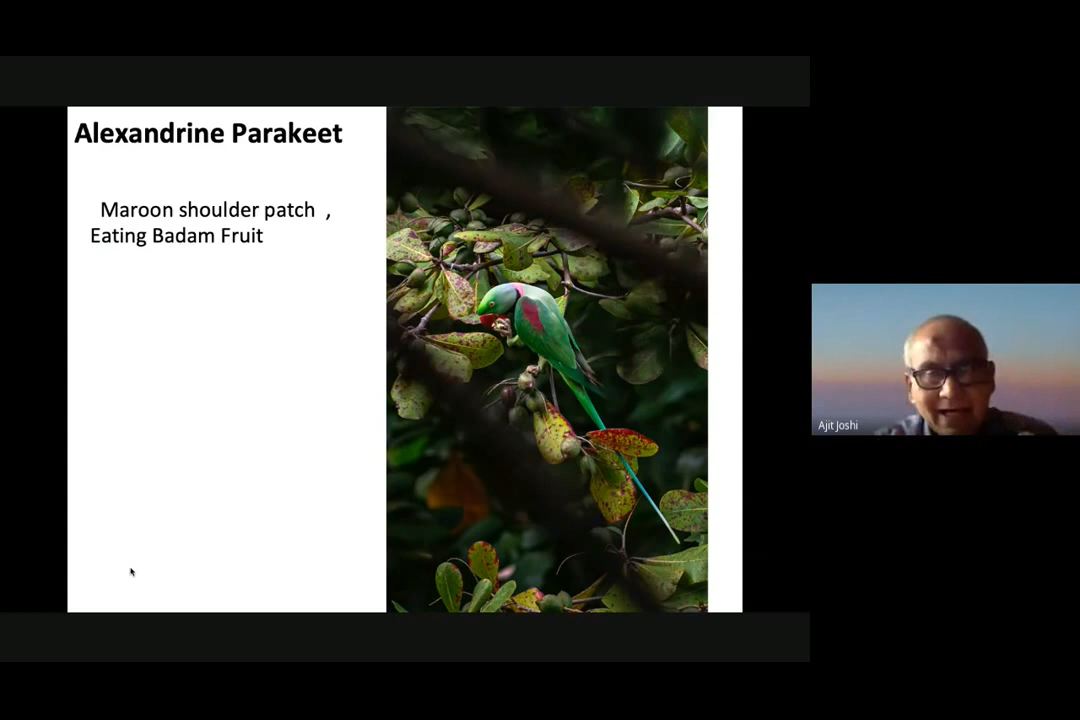 Alexandrine Parakeet
Maroon shoulder patch ,
Eating Badam Fruit
Ajit Joshi